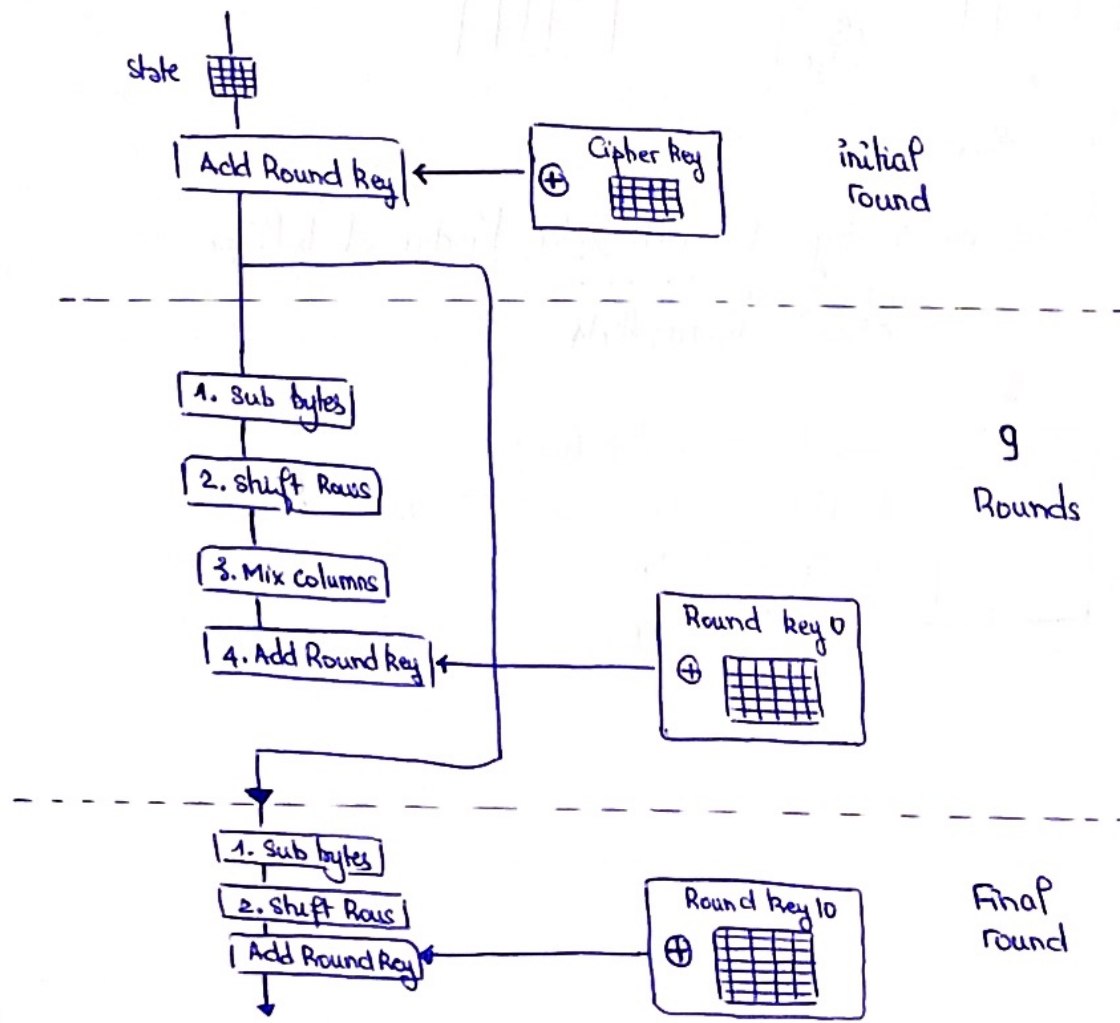 state
Add Round key
Cipher key
initial
round
1. Sub bytes
2. Shift Rows
3. Mix columns
4. Add Round key
9
Rounds
Round key 0
1. Sub bytes
2. Shift Rows
Add Round key
Round key 10
Final
round